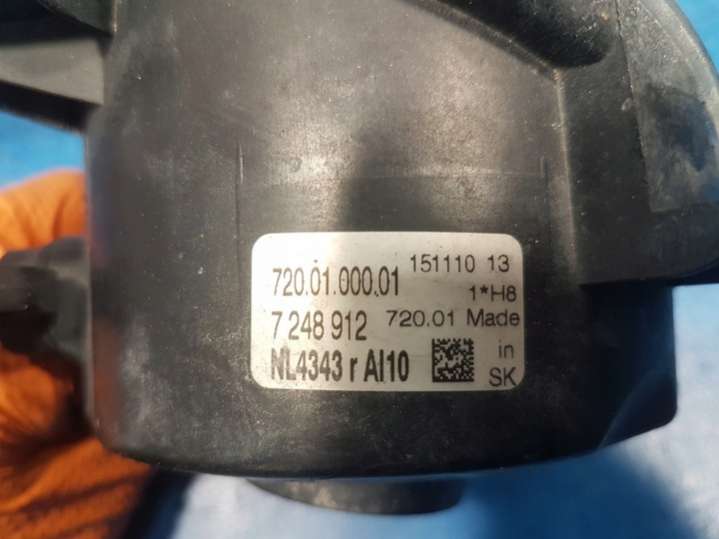 720.01.000.01 151110 13
1*H8
7 248 912 720.01 Made
NL4343 r Al10 in
SK